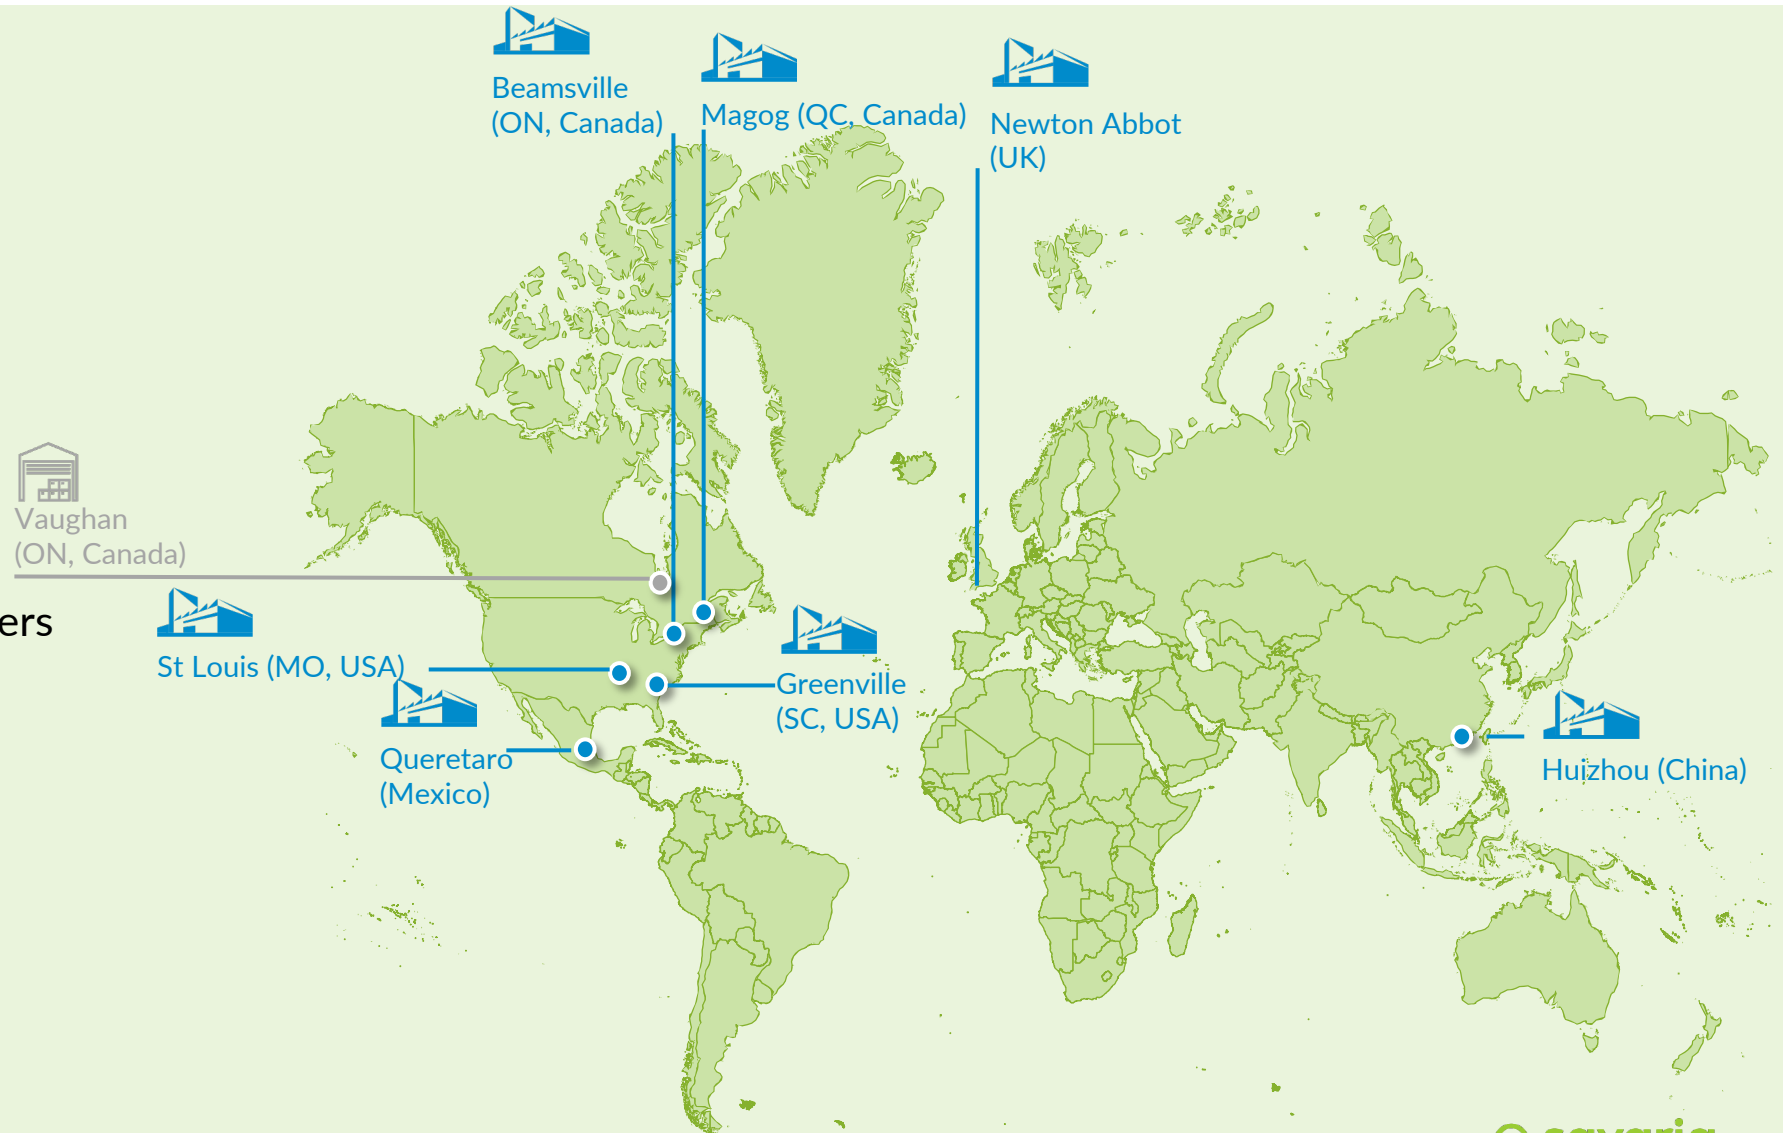 Beamsville
(ON, Canada)
Magog (QC, Canada)
Newton Abbot
(UK)
Vaughan
(ON, Canada)
ers
St Louis (MO, USA)
Greenville
(SC, USA)
Queretaro
(Mexico)
Huizhou (China)
savaria